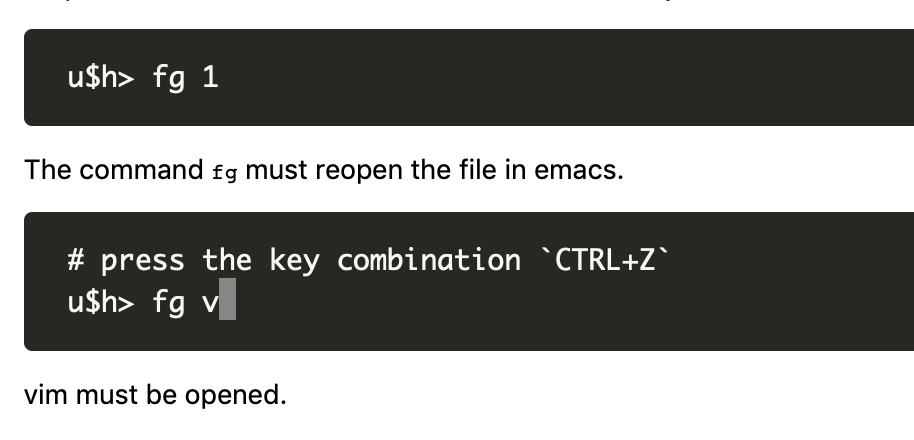 u$h> fg 1
The command fg must reopen the file in emacs.
# press the key combination `CTRL+Z`
u$h> fg v
vim must be opened.